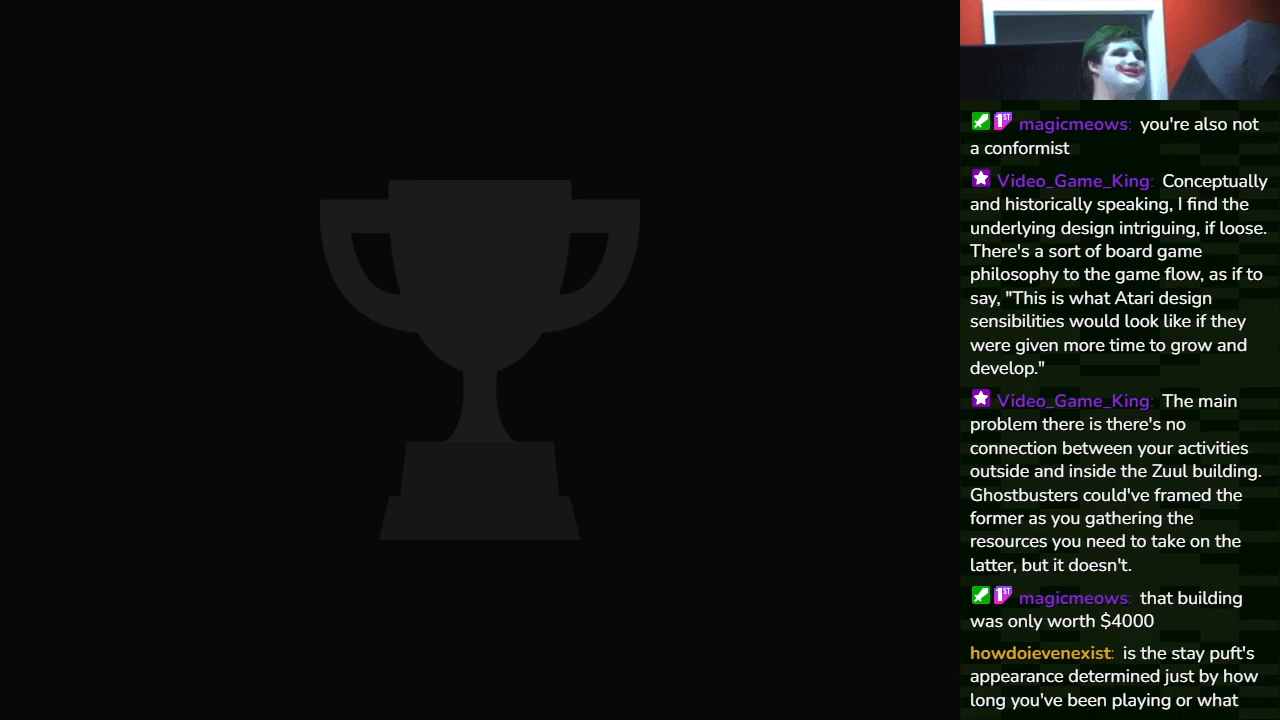 1ST magicmeows: you're also not
a conformist
Video_Game_King: Conceptually
and historically speaking, I find the
underlying design intriguing, if loose.
There's a sort of board game
philosophy to the game flow, as if to
say, "This is what Atari design
sensibilities would look like if they
were given more time to grow and
develop."
Video_Game_King: The main
problem there is there's no
connection between your activities
outside and inside the Zuul building.
Ghostbusters could've framed the
former as you gathering the
resources you need to take on the
latter, but it doesn't.
1ST magicmeows: that building
was only worth $4000
howdoievenexist: is the stay puft's
appearance determined just by how
long you've been playing or what